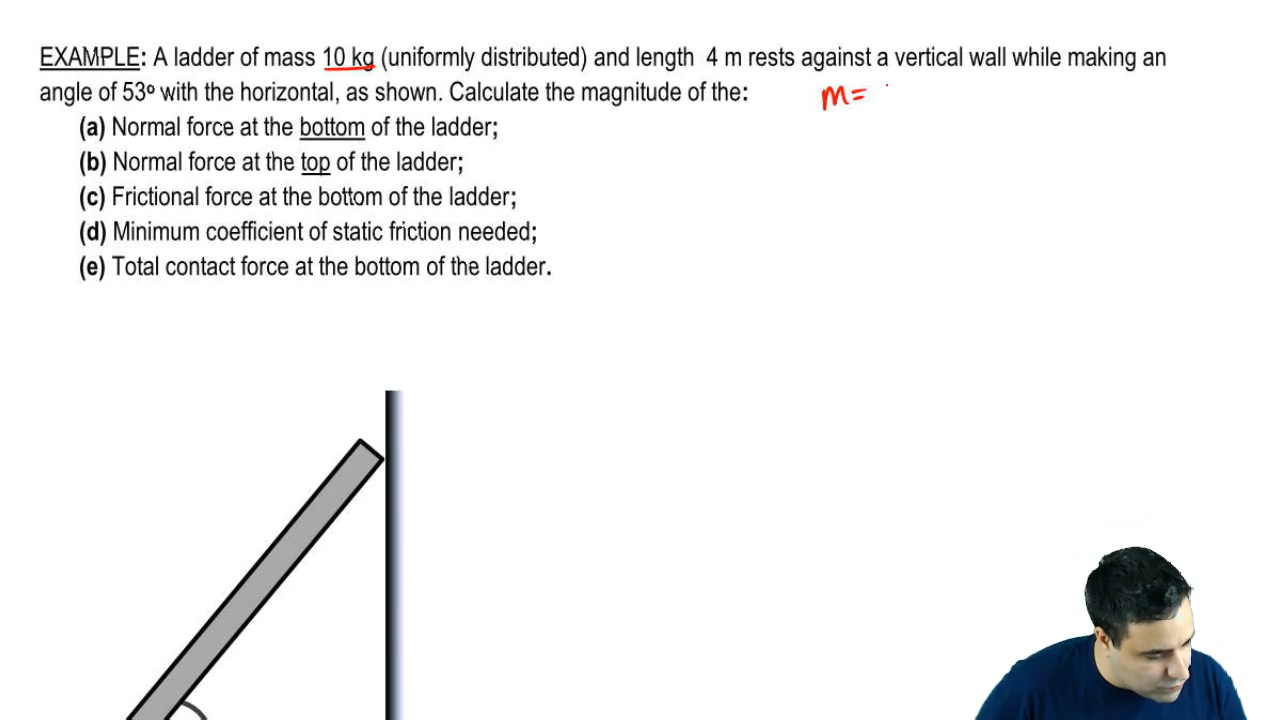 EXAMPLE: A ladder of mass 10 kg (uniformly distributed) and length 4 m rests against a vertical wall while making an
angle of 53º with the horizontal, as shown. Calculate the magnitude of the:
m=
(a) Normal force at the bottom of the ladder;
(b) Normal force at the top of the ladder;
(c) Frictional force at the bottom of the ladder;
(d) Minimum coefficient of static friction needed;
(e) Total contact force at the bottom of the ladder.